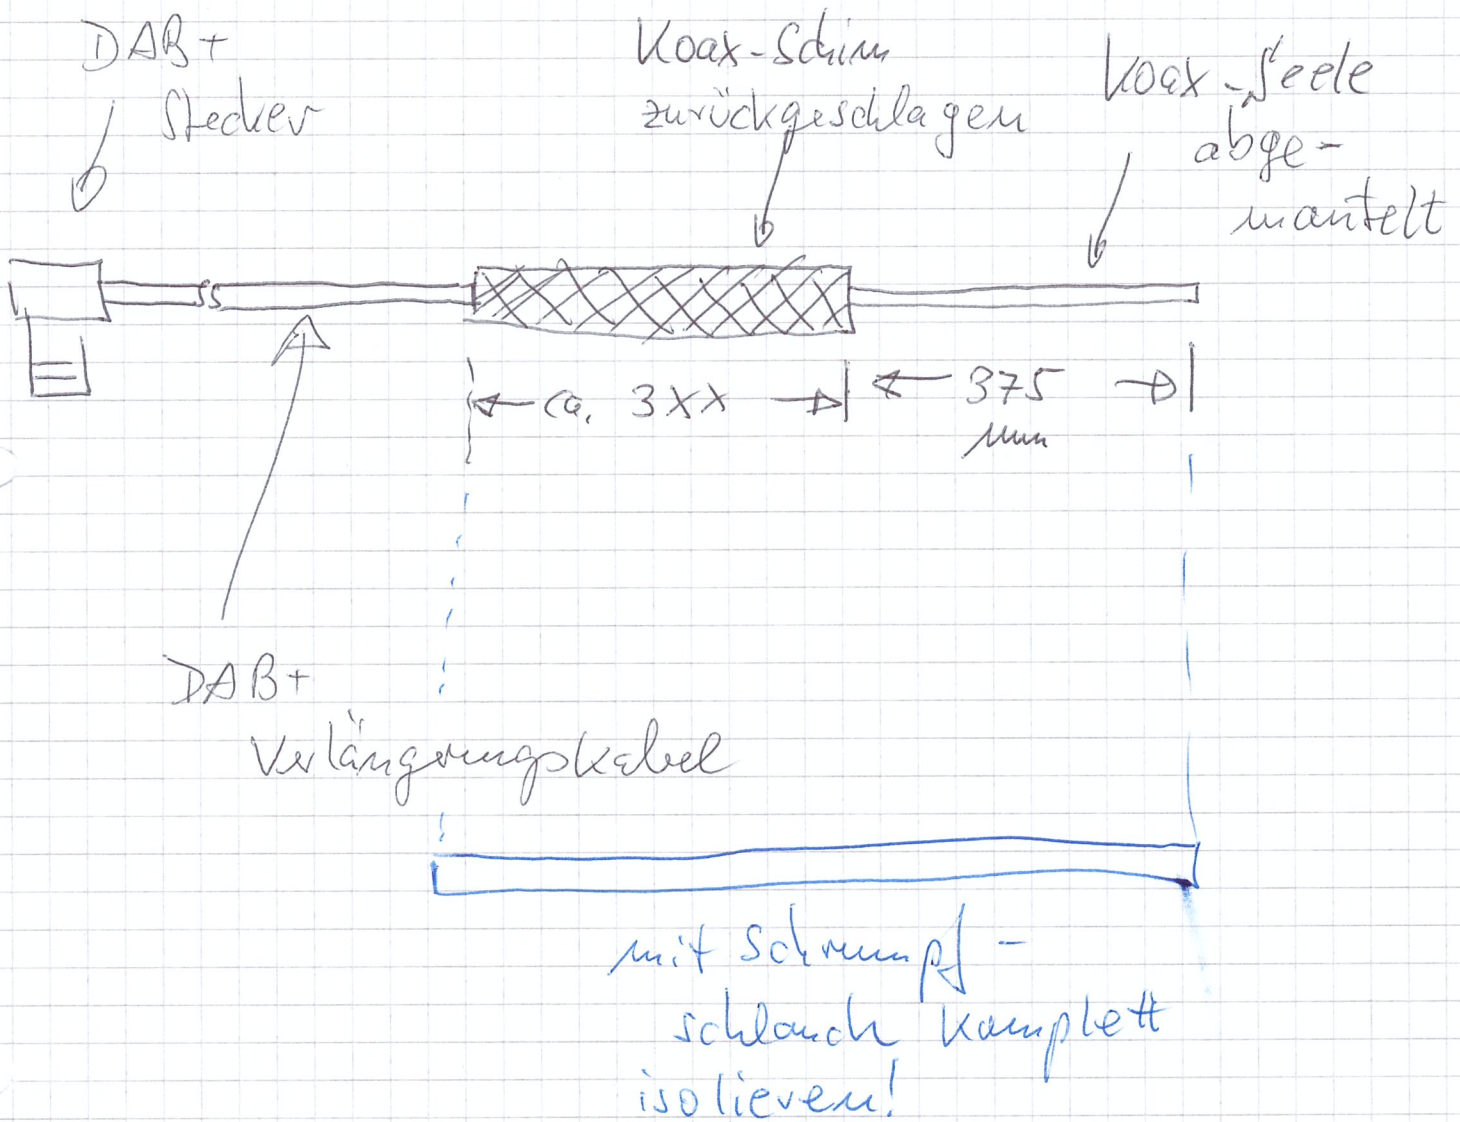 DAB+
Stecker
Koax-Schirm
zurückgeschlagen
Koax-Seele
abge-
mantelt
ca. 3XX
375
mm
DAB+
Verlängerungskabel
mit Schrumpf-
schlauch komplett
isolieren!